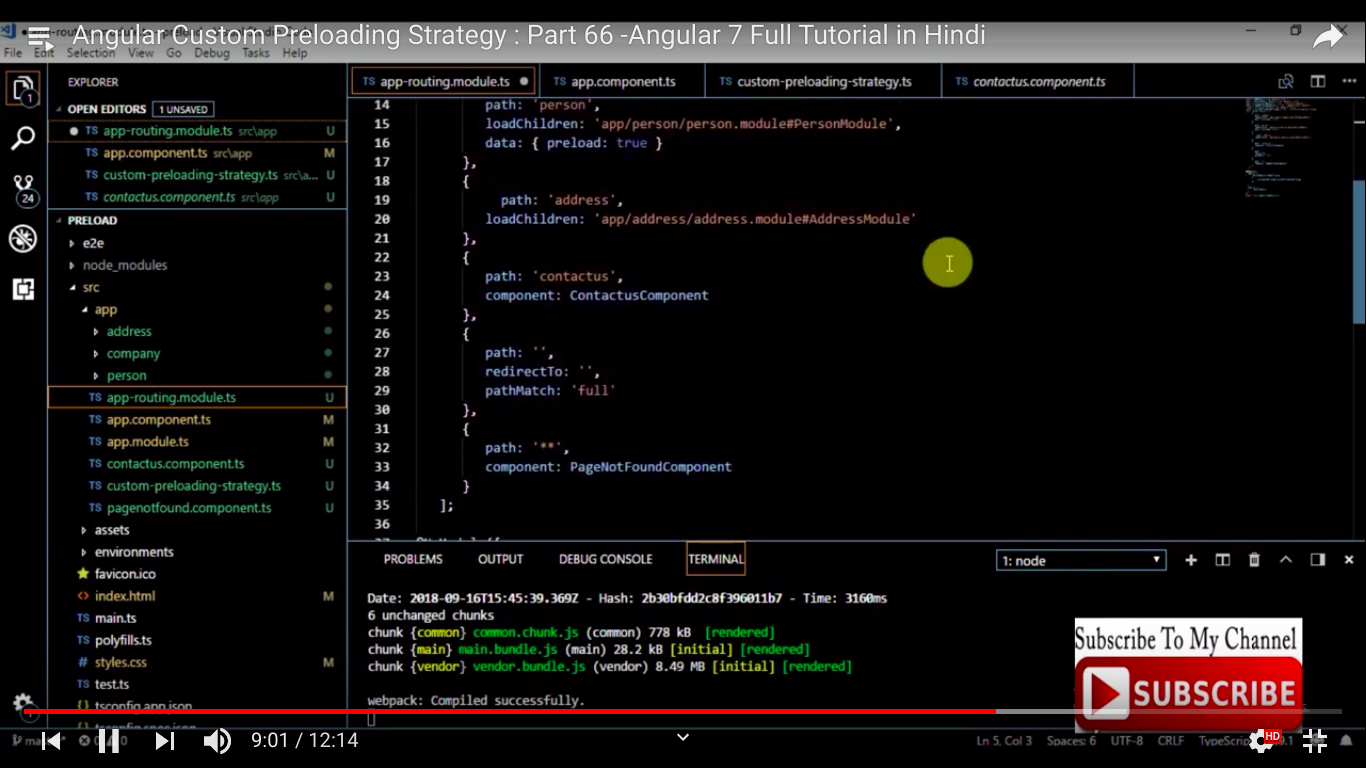 Angular Custom Preloading Strategy : Part 66 -Angular 7 Full Tutorial in Hindi
File Edit Selection View Go Debug Tasks Help
EXPLORER
OPEN EDITORS 1 UNSAVED
TS app-routing.module.ts src\app U
TS app.component.ts src\app M
TS custom-preloading-strategy.ts src\a... U
TS contactus.component.ts src\app U
PRELOAD
e2e
node_modules
src
app
address
company
person
TS app-routing.module.ts U
TS app.component.ts M
TS app.module.ts M
TS contactus.component.ts U
TS custom-preloading-strategy.ts U
TS pagenotfound.component.ts U
assets
environments
favicon.ico
index.html M
TS main.ts
TS polyfills.ts
# styles.css M
TS test.ts
{} tsconfig.app.json
{} tsconfig.spec.json
1
24
TS app-routing.module.ts
TS app.component.ts
TS custom-preloading-strategy.ts
TS contactus.component.ts
14 path: 'person',
15 loadChildren: 'app/person/person.module#PersonModule',
16 data: { preload: true }
17 },
18 {
19 path: 'address',
20 loadChildren: 'app/address/address.module#AddressModule'
21 },
22 {
23 path: 'contactus',
24 component: ContactusComponent
25 },
26 {
27 path: '',
28 redirectTo: '',
29 pathMatch: 'full'
30 },
31 {
32 path: '**',
33 component: PageNotFoundComponent
34 }
35 ];
36
PROBLEMS OUTPUT DEBUG CONSOLE TERMINAL 1: node
Date: 2018-09-16T15:45:39.369Z - Hash: 2b30bfdd2c8f396011b7 - Time: 3160ms
6 unchanged chunks
chunk {common} common.chunk.js (common) 778 kB [rendered]
chunk {main} main.bundle.js (main) 28.2 kB [initial] [rendered]
chunk {vendor} vendor.bundle.js (vendor) 8.49 MB [initial] [rendered]
webpack: Compiled successfully.
Subscribe To My Channel
SUBSCRIBE
9:01 / 12:14
Ln 5, Col 3 Spaces: 6 UTF-8 CRLF
HD